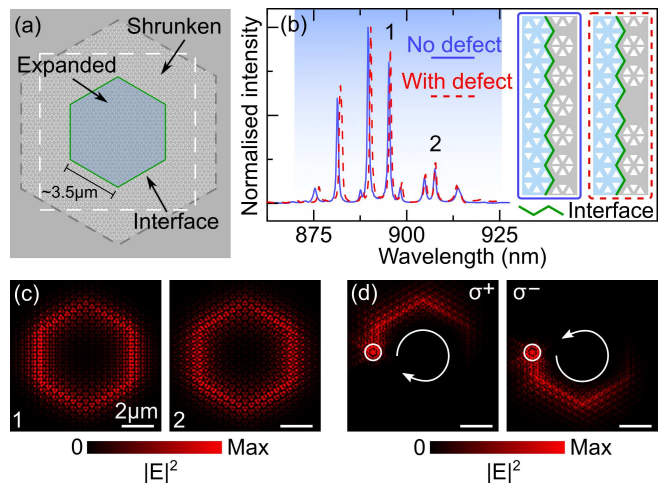 (a)
Shrunken
Expanded
~3.5µm
Interface
(b)
Normalised intensity
No defect
With defect
1
2
875
900
925
Wavelength (nm)
Interface
(c)
1
2µm
2
0
Max
|E|²
(d)
σ⁺
σ⁻
0
Max
|E|²